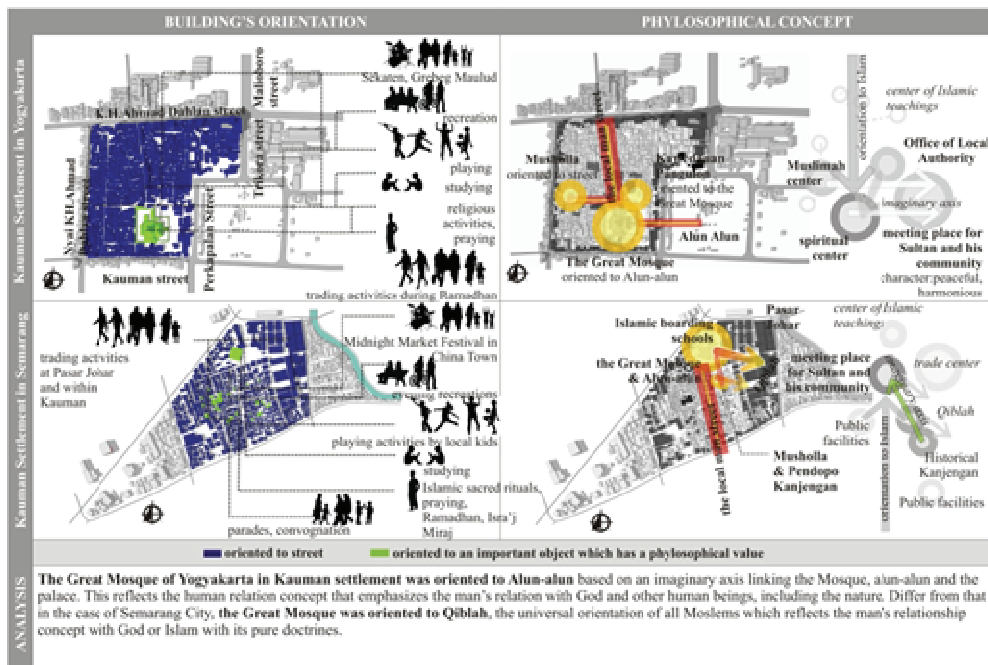 BUILDING'S ORIENTATION
PHYLOSOPHICAL CONCEPT
Kauman Settlement in Yogyakarta
K.H.Ahmad Dahlan street
Malioboro
street
Trikora street
Nyai KH.Ahmad
Dahlan street
Perkapalan Street
Kauman street
Sekaten, Grebeg Maulud
recreation
playing
studying
religious
activities,
praying
trading activities during Ramadhan
Musholla
oriented to street
the local main street
oriented to the
Great Mosque
Alun Alun
The Great Mosque
oriented to Alun-alun
orientation to Islam
center of Islamic
teachings
Office of Local
Authority
Muslimah
center
imaginary axis
spiritual
center
meeting place for
Sultan and his
community
character:peaceful,
harmonious
Kauman Settlement in Semarang
trading actvities
at Pasar Johar
and within
Kauman
Midnight Market Festival in
China Town
recreations
playing activities by local kids
studying
Islamic sacred rituals,
praying,
Ramadhan, Isra'j
Miraj
parades, convognation
Islamic boarding
schools
Pasar
Johar
the Great Mosque
& Alun-alun
Musholla
& Pendopo
Kanjengan
center of Islamic
teachings
meeting place
for Sultan and
his community
trade center
Qiblah
Public
facilities
orientation to Islam
Historical
Kanjengan
Public facilities
oriented to street
oriented to an important object which has a phylosophical value
ANALYSIS
The Great Mosque of Yogyakarta in Kauman settlement was oriented to Alun-alun based on an imaginary axis linking the Mosque, alun-alun and the
palace. This reflects the human relation concept that emphasizes the man's relation with God and other human beings, including the nature. Differ from that
in the case of Semarang City, the Great Mosque was oriented to Qiblah, the universal orientation of all Moslems which reflects the man's relationship
concept with God or Islam with its pure doctrines.